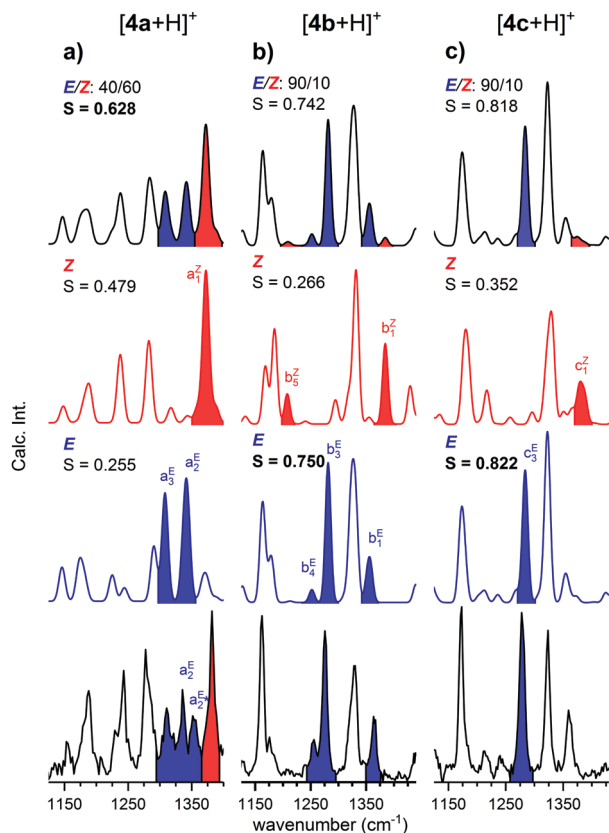 [4a+H]+ [4b+H]+ [4c+H]+
a) b) c)
E/Z: 40/60 E/Z: 90/10 E/Z: 90/10
S = 0.628 S = 0.742 S = 0.818
Z Z Z
S = 0.479 S = 0.266 S = 0.352
a1Z b5Z b1Z c1Z
E E E
S = 0.255 S = 0.750 S = 0.822
a3E a2E b4E b3E b1E c3E
a2E a2E*
Calc. Int.
1150 1250 1350 1150 1250 1350 1150 1250 1350
wavenumber (cm-1)